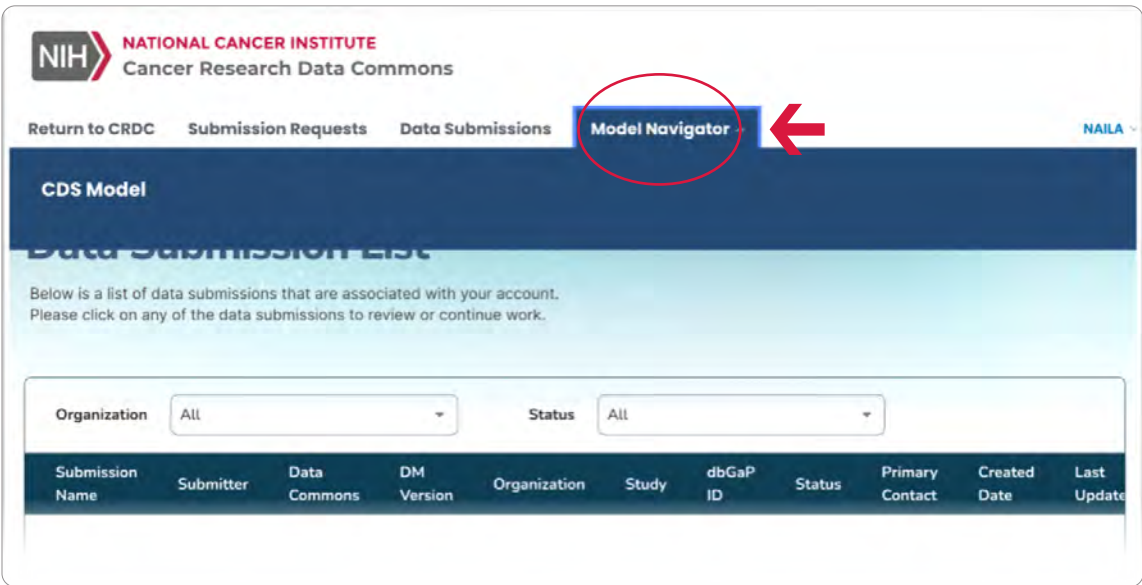 NIH
NATIONAL CANCER INSTITUTE
Cancer Research Data Commons
Return to CRDC Submission Requests Data Submissions Model Navigator NAILA
CDS Model
Data Submission List
Below is a list of data submissions that are associated with your account.
Please click on any of the data submissions to review or continue work.
Organization All Status All
Submission Name Submitter Data Commons DM Version Organization Study dbGaP ID Status Primary Contact Created Date Last Update